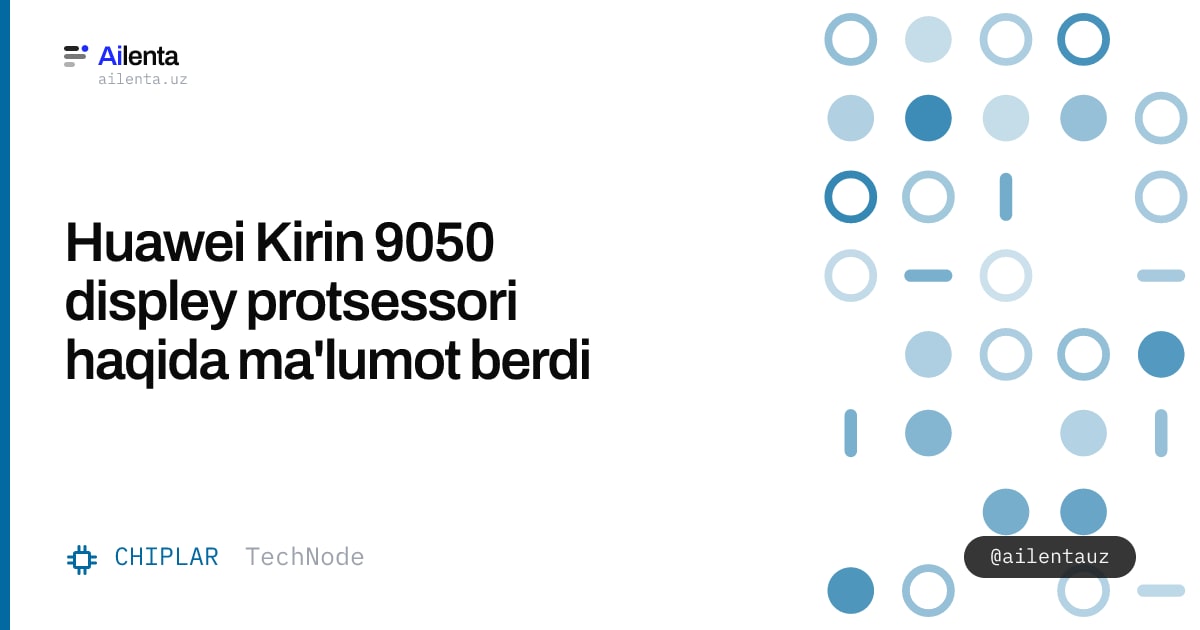 Ailenta
ailenta.uz
Huawei Kirin 9050
displey protsessori
haqida ma'lumot berdi
CHIPLAR TechNode
@ailentauz